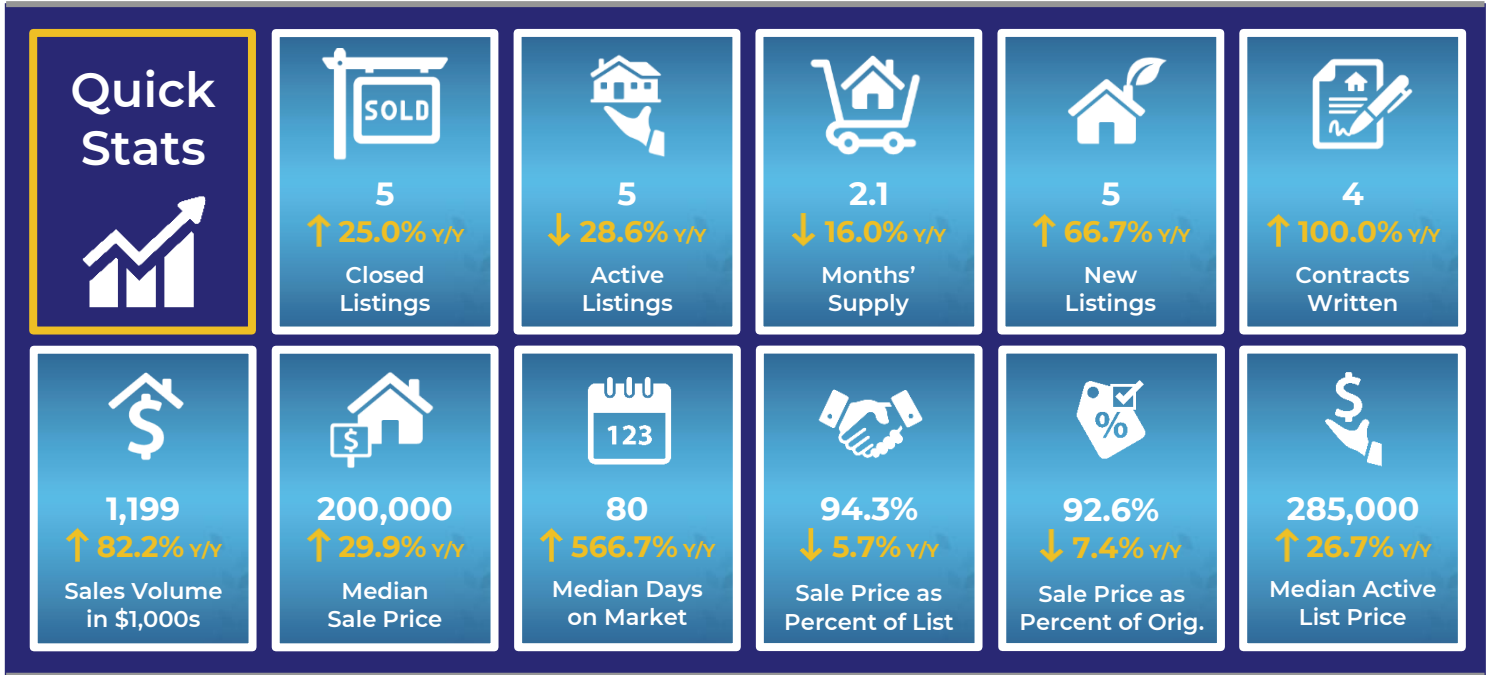 Quick
Stats
SOLD
5
↑ 25.0% Y/Y
Closed
Listings
5
↓ 28.6% Y/Y
Active
Listings
2.1
↓ 16.0% Y/Y
Months’
Supply
5
↑ 66.7% Y/Y
New
Listings
4
↑ 100.0% Y/Y
Contracts
Written
$
1,199
↑ 82.2% Y/Y
Sales Volume
in $1,000s
$
200,000
↑ 29.9% Y/Y
Median
Sale Price
123
80
↑ 566.7% Y/Y
Median Days
on Market
94.3%
↓ 5.7% Y/Y
Sale Price as
Percent of List
%
92.6%
↓ 7.4% Y/Y
Sale Price as
Percent of Orig.
$
285,000
↑ 26.7% Y/Y
Median Active
List Price